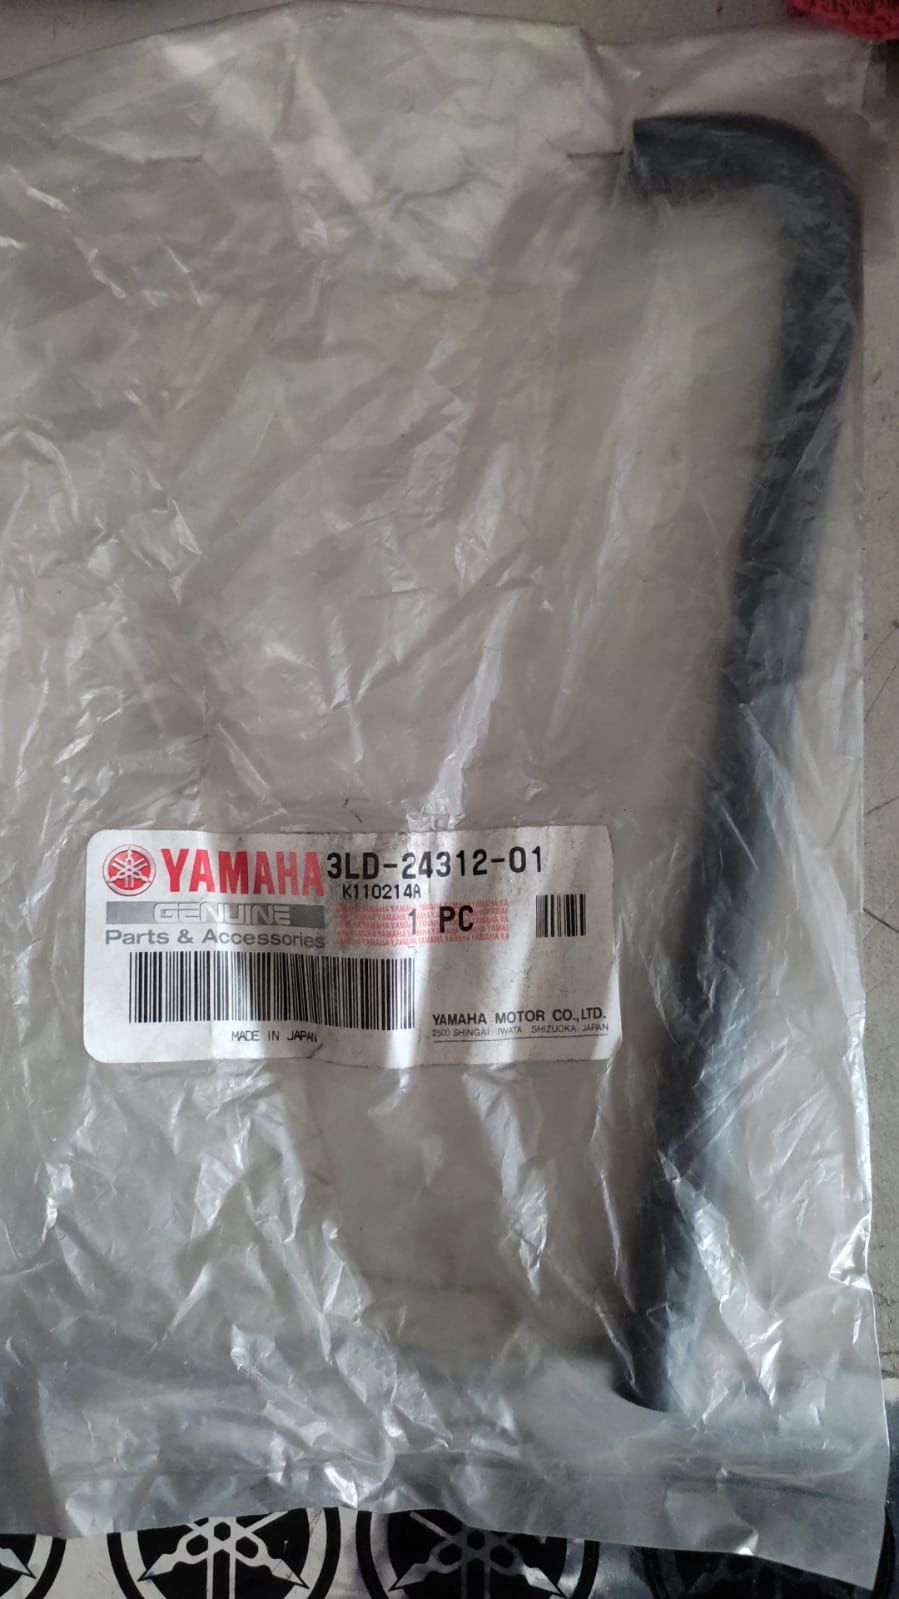 YAMAHA 3LD-24312-01
K110214A
GENUINE
1 PC
Parts & Accessories
YAMAHA MOTOR CO.,LTD.
2500 SHINGAI IWATA SHIZUOKA JAPAN
MADE IN JAPAN